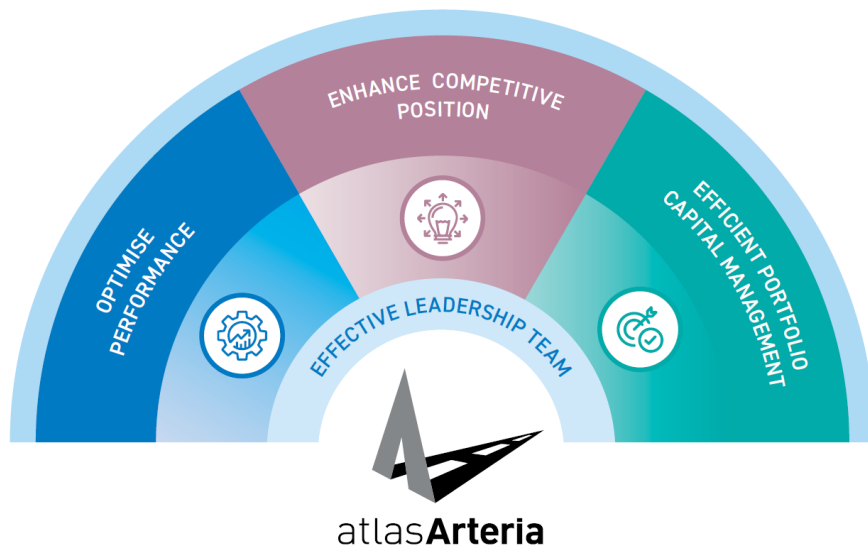 OPTIMISE
PERFORMANCE
ENHANCE COMPETITIVE
POSITION
EFFICIENT PORTFOLIO
CAPITAL MANAGEMENT
EFFECTIVE LEADERSHIP TEAM
atlasArteria